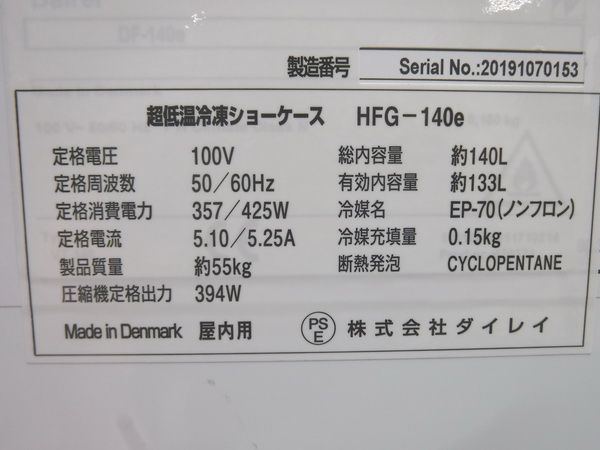 DF-140e
製造番号 Serial No.:20191070153
超低温冷凍ショーケース HFG-140e
定格電圧 100V 総内容量 約140L
定格周波数 50/60Hz 有効内容量 約133L
定格消費電力 357/425W 冷媒名 EP-70(ノンフロン)
定格電流 5.10/5.25A 冷媒充填量 0.15kg
製品質量 約55kg 断熱発泡 CYCLOPENTANE
圧縮機定格出力 394W
Made in Denmark 屋内用 PSE 株式会社ダイレイ